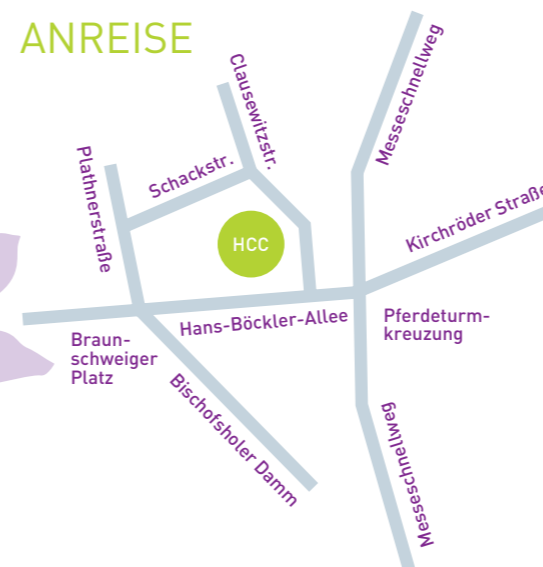 ANREISE
Clausewitzstr.
Messeschnellweg
Plathnerstraße
Schackstr.
Kirchröder Straße
HCC
Hans-Böckler-Allee
Pferdeturm-
kreuzung
Braun-
schweiger
Platz
Bischofsholer Damm
Messeschnellweg